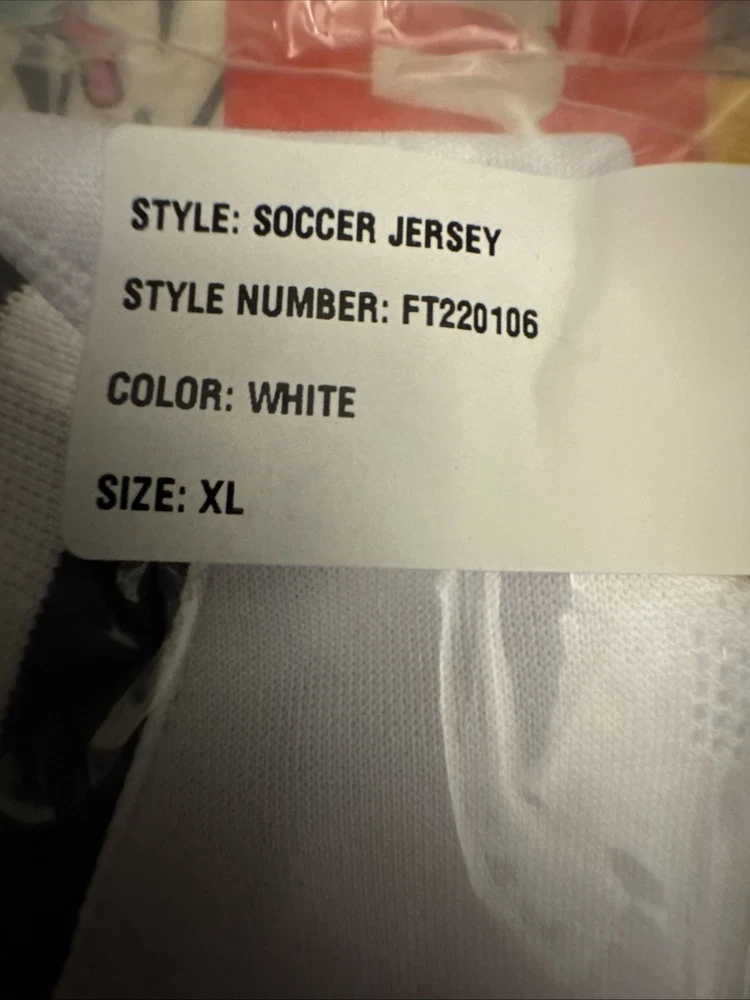 STYLE: SOCCER JERSEY
STYLE NUMBER: FT220106
COLOR: WHITE
SIZE: XL